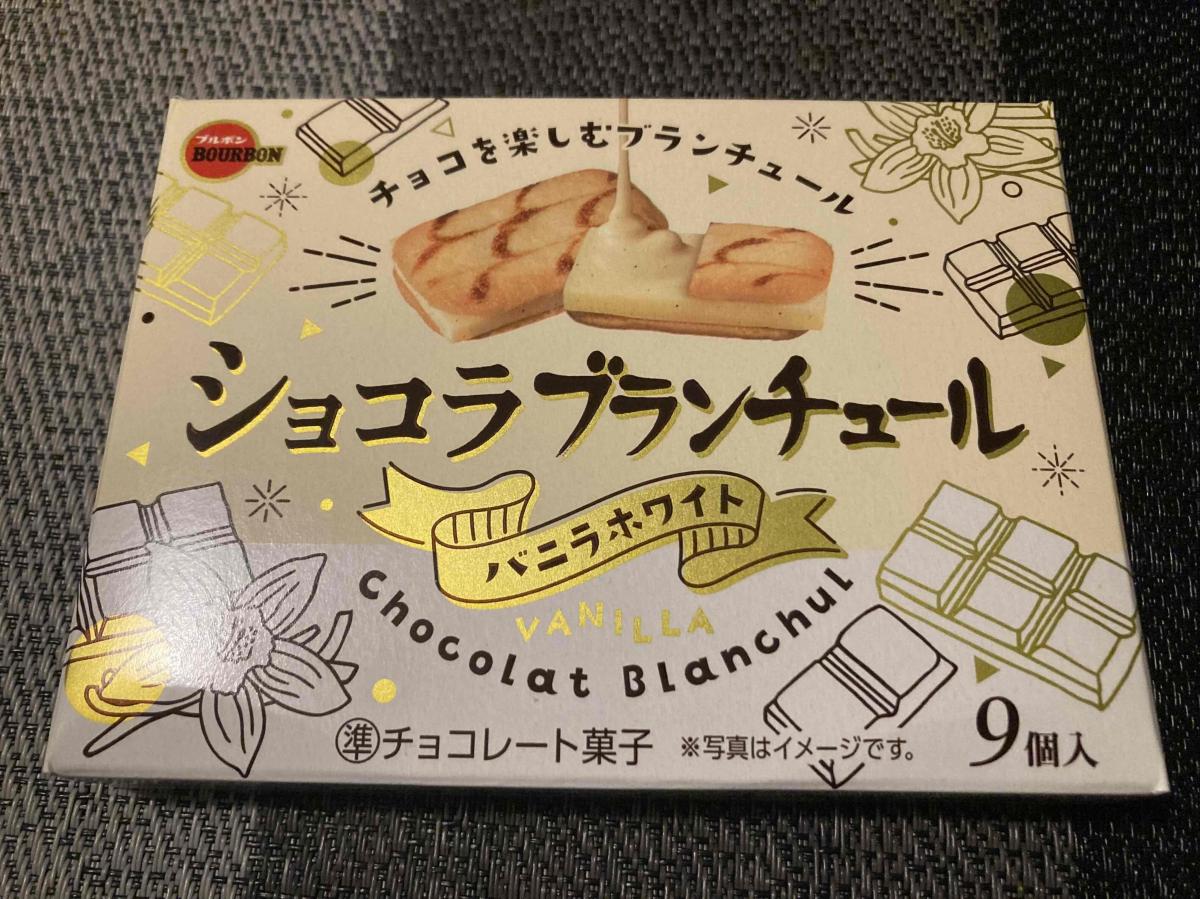 ブルボン
BOURBON
チョコを楽しむブランチュール
ショコラブランチュール
バニラホワイト
VANILLA
Chocolat Blanchul
準チョコレート菓子
※写真はイメージです。
9個入